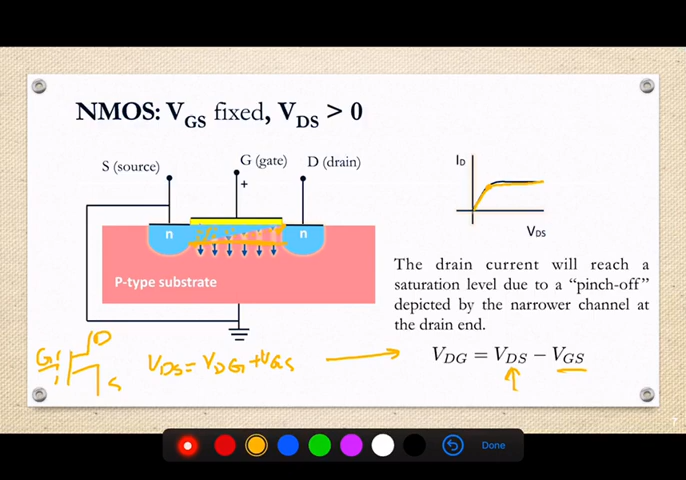 NMOS: VGS fixed, VDS > 0
S (source)
G (gate)
D (drain)
+
n
n
P-type substrate
ID
VDS
The drain current will reach a
saturation level due to a “pinch-off”
depicted by the narrower channel at
the drain end.
VDG = VDS − VGS
VDS = VDG + VGS
G
D
S
7
Done